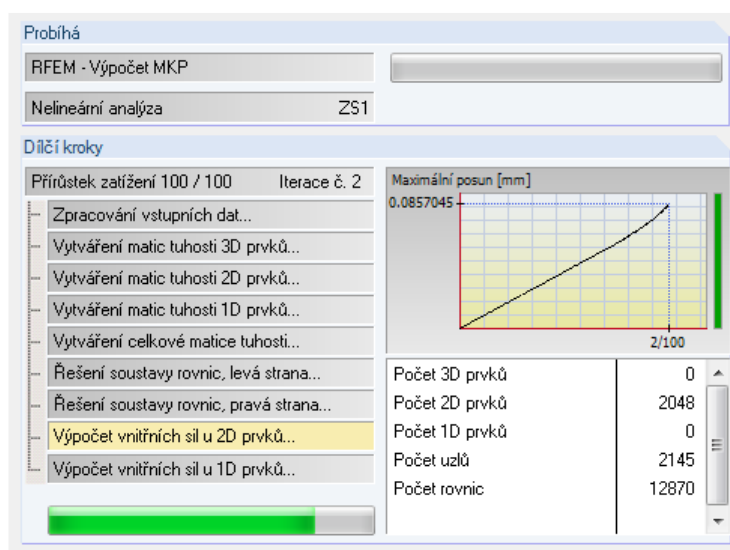 Probíhá
RFEM - Výpočet MKP
Nelineární analýza ZS1
Dílčí kroky
Přírůstek zatížení 100 / 100 Iterace č. 2
Zpracování vstupních dat...
Vytváření matic tuhosti 3D prvků...
Vytváření matic tuhosti 2D prvků...
Vytváření matic tuhosti 1D prvků...
Vytváření celkové matice tuhosti...
Řešení soustavy rovnic, levá strana...
Řešení soustavy rovnic, pravá strana...
Výpočet vnitřních sil u 2D prvků...
Výpočet vnitřních sil u 1D prvků...
Maximální posun [mm]
0.0857045
2/100
Počet 3D prvků 0
Počet 2D prvků 2048
Počet 1D prvků 0
Počet uzlů 2145
Počet rovnic 12870